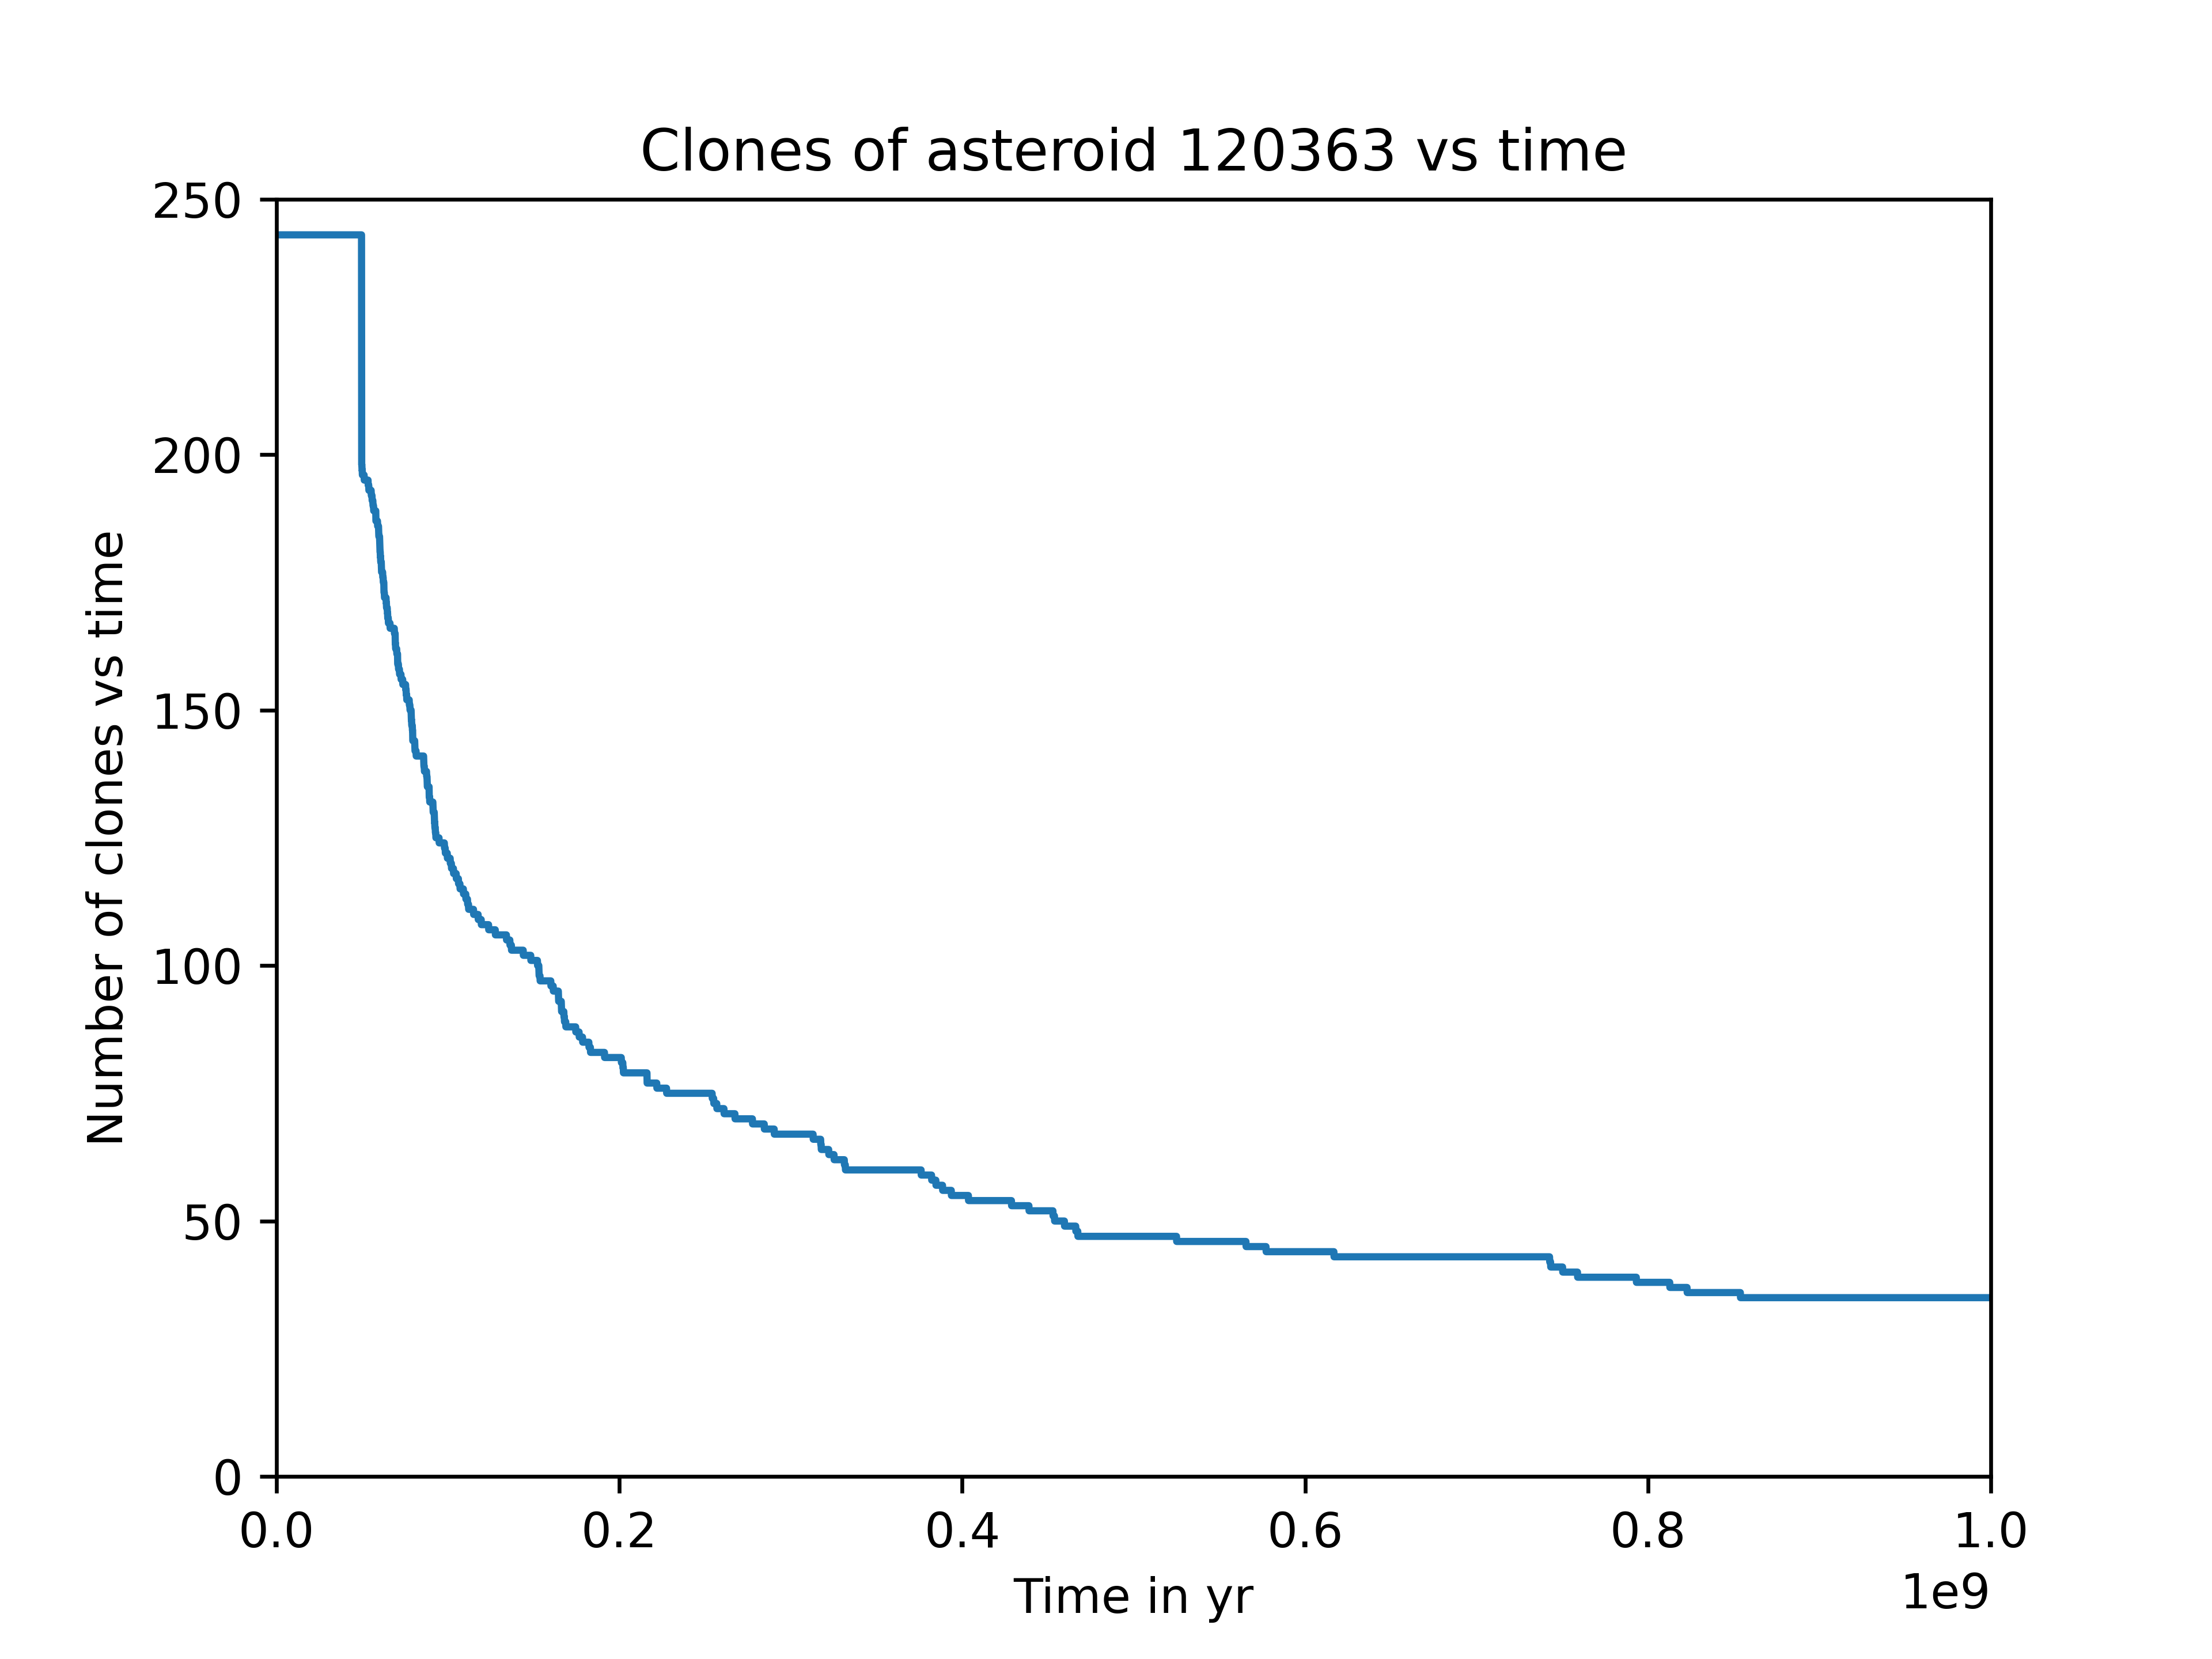 Clones of asteroid 120363 vs time
250
200
150
100
50
0
Number of clones vs time
0.0 0.2 0.4 0.6 0.8 1.0
1e9
Time in yr